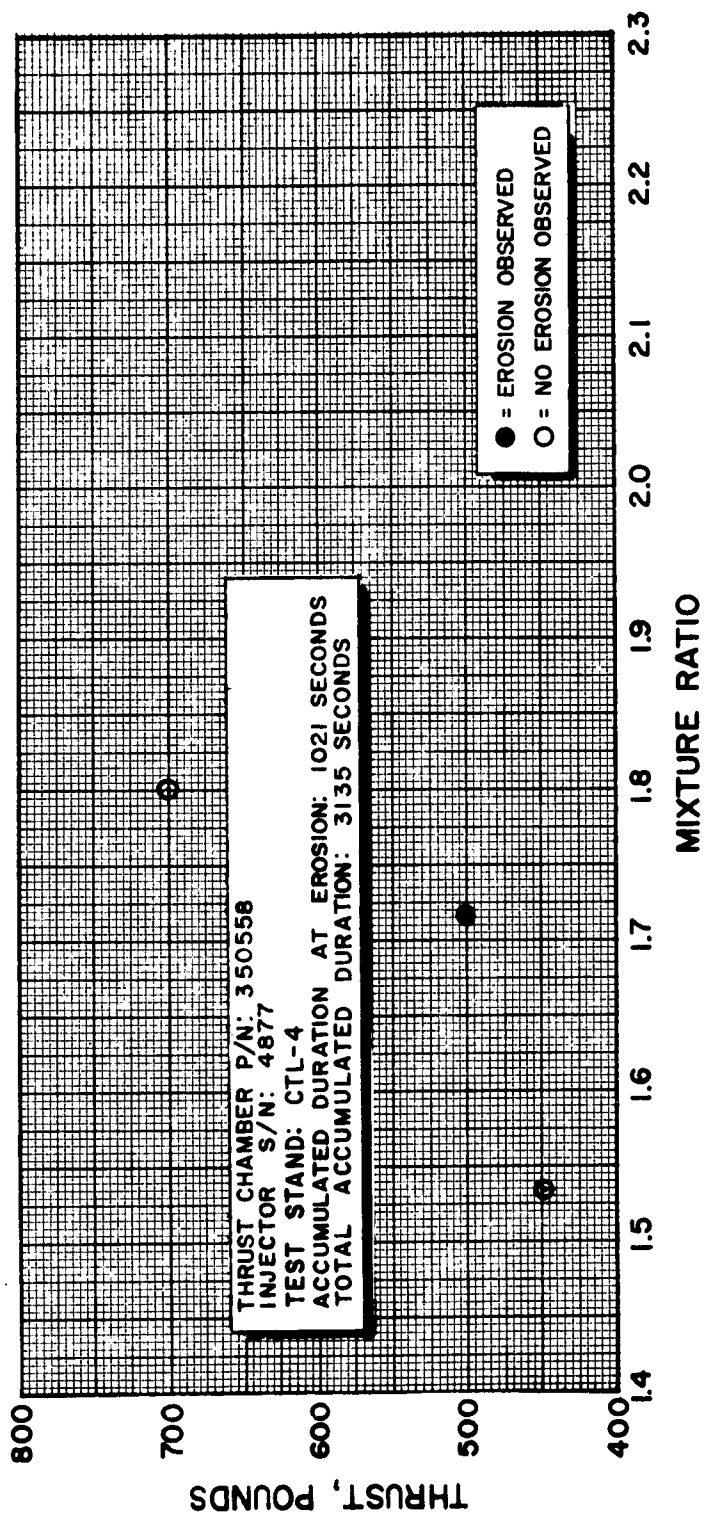 800
700
600
500
400
THRUST, POUNDS
1.4
1.5
1.6
1.7
1.8
1.9
2.0
2.1
2.2
2.3
MIXTURE RATIO
THRUST CHAMBER P/N: 350558
INJECTOR S/N: 4877
TEST STAND: CTL-4
ACCUMULATED DURATION AT EROSION: 1021 SECONDS
TOTAL ACCUMULATED DURATION: 3135 SECONDS
● = EROSION OBSERVED
O = NO EROSION OBSERVED